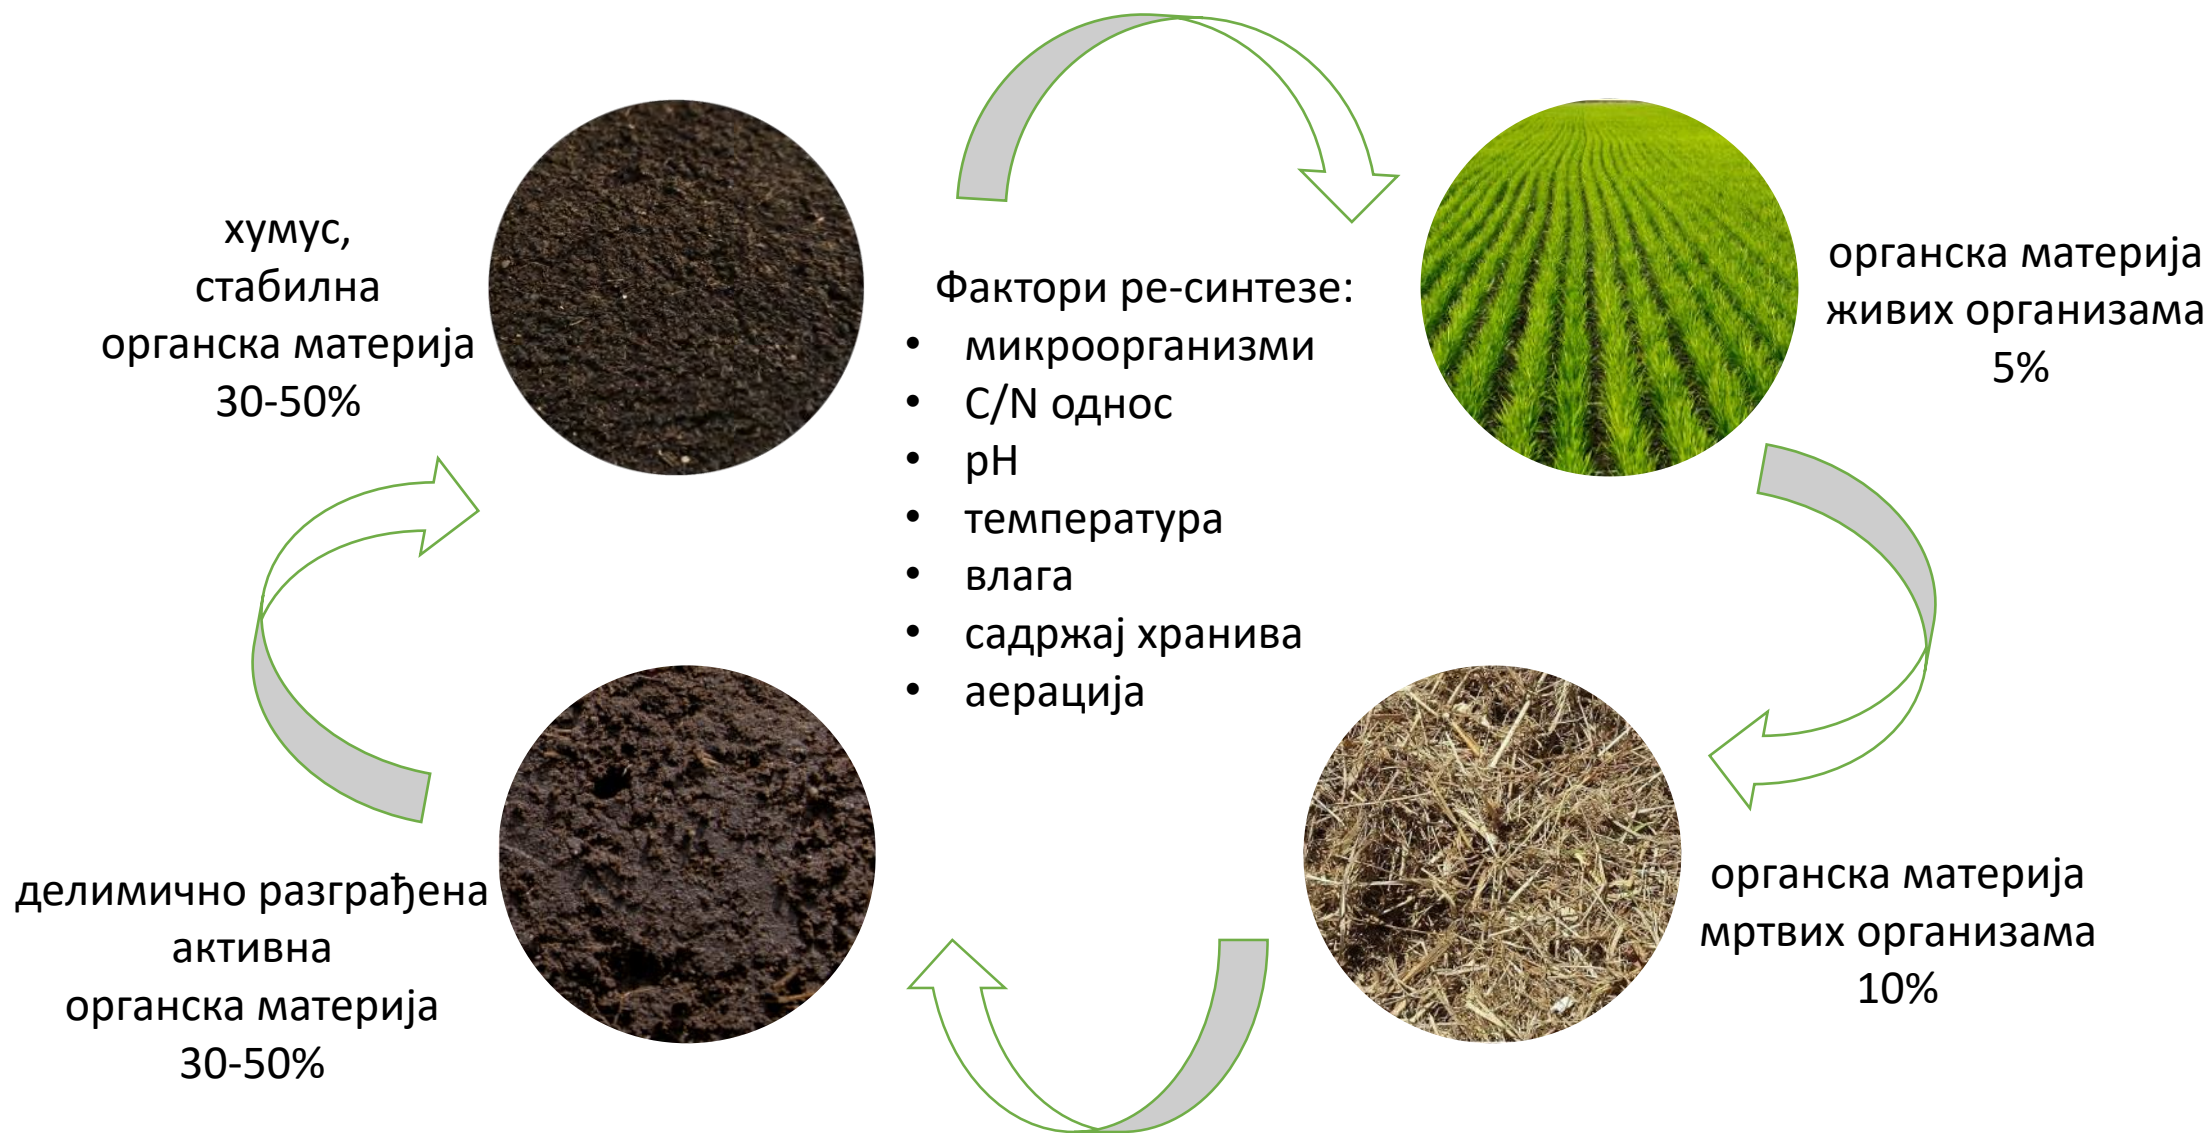 хумус,
стабилна
органска материја
30-50%
Фактори ре-синтезе:
• микроорганизми
• C/N однос
• pH
• температура
• влага
• садржај хранива
• аерација
органска материја
живих организама
5%
делимично разграђена
активна
органска материја
30-50%
органска материја
мртвих организама
10%